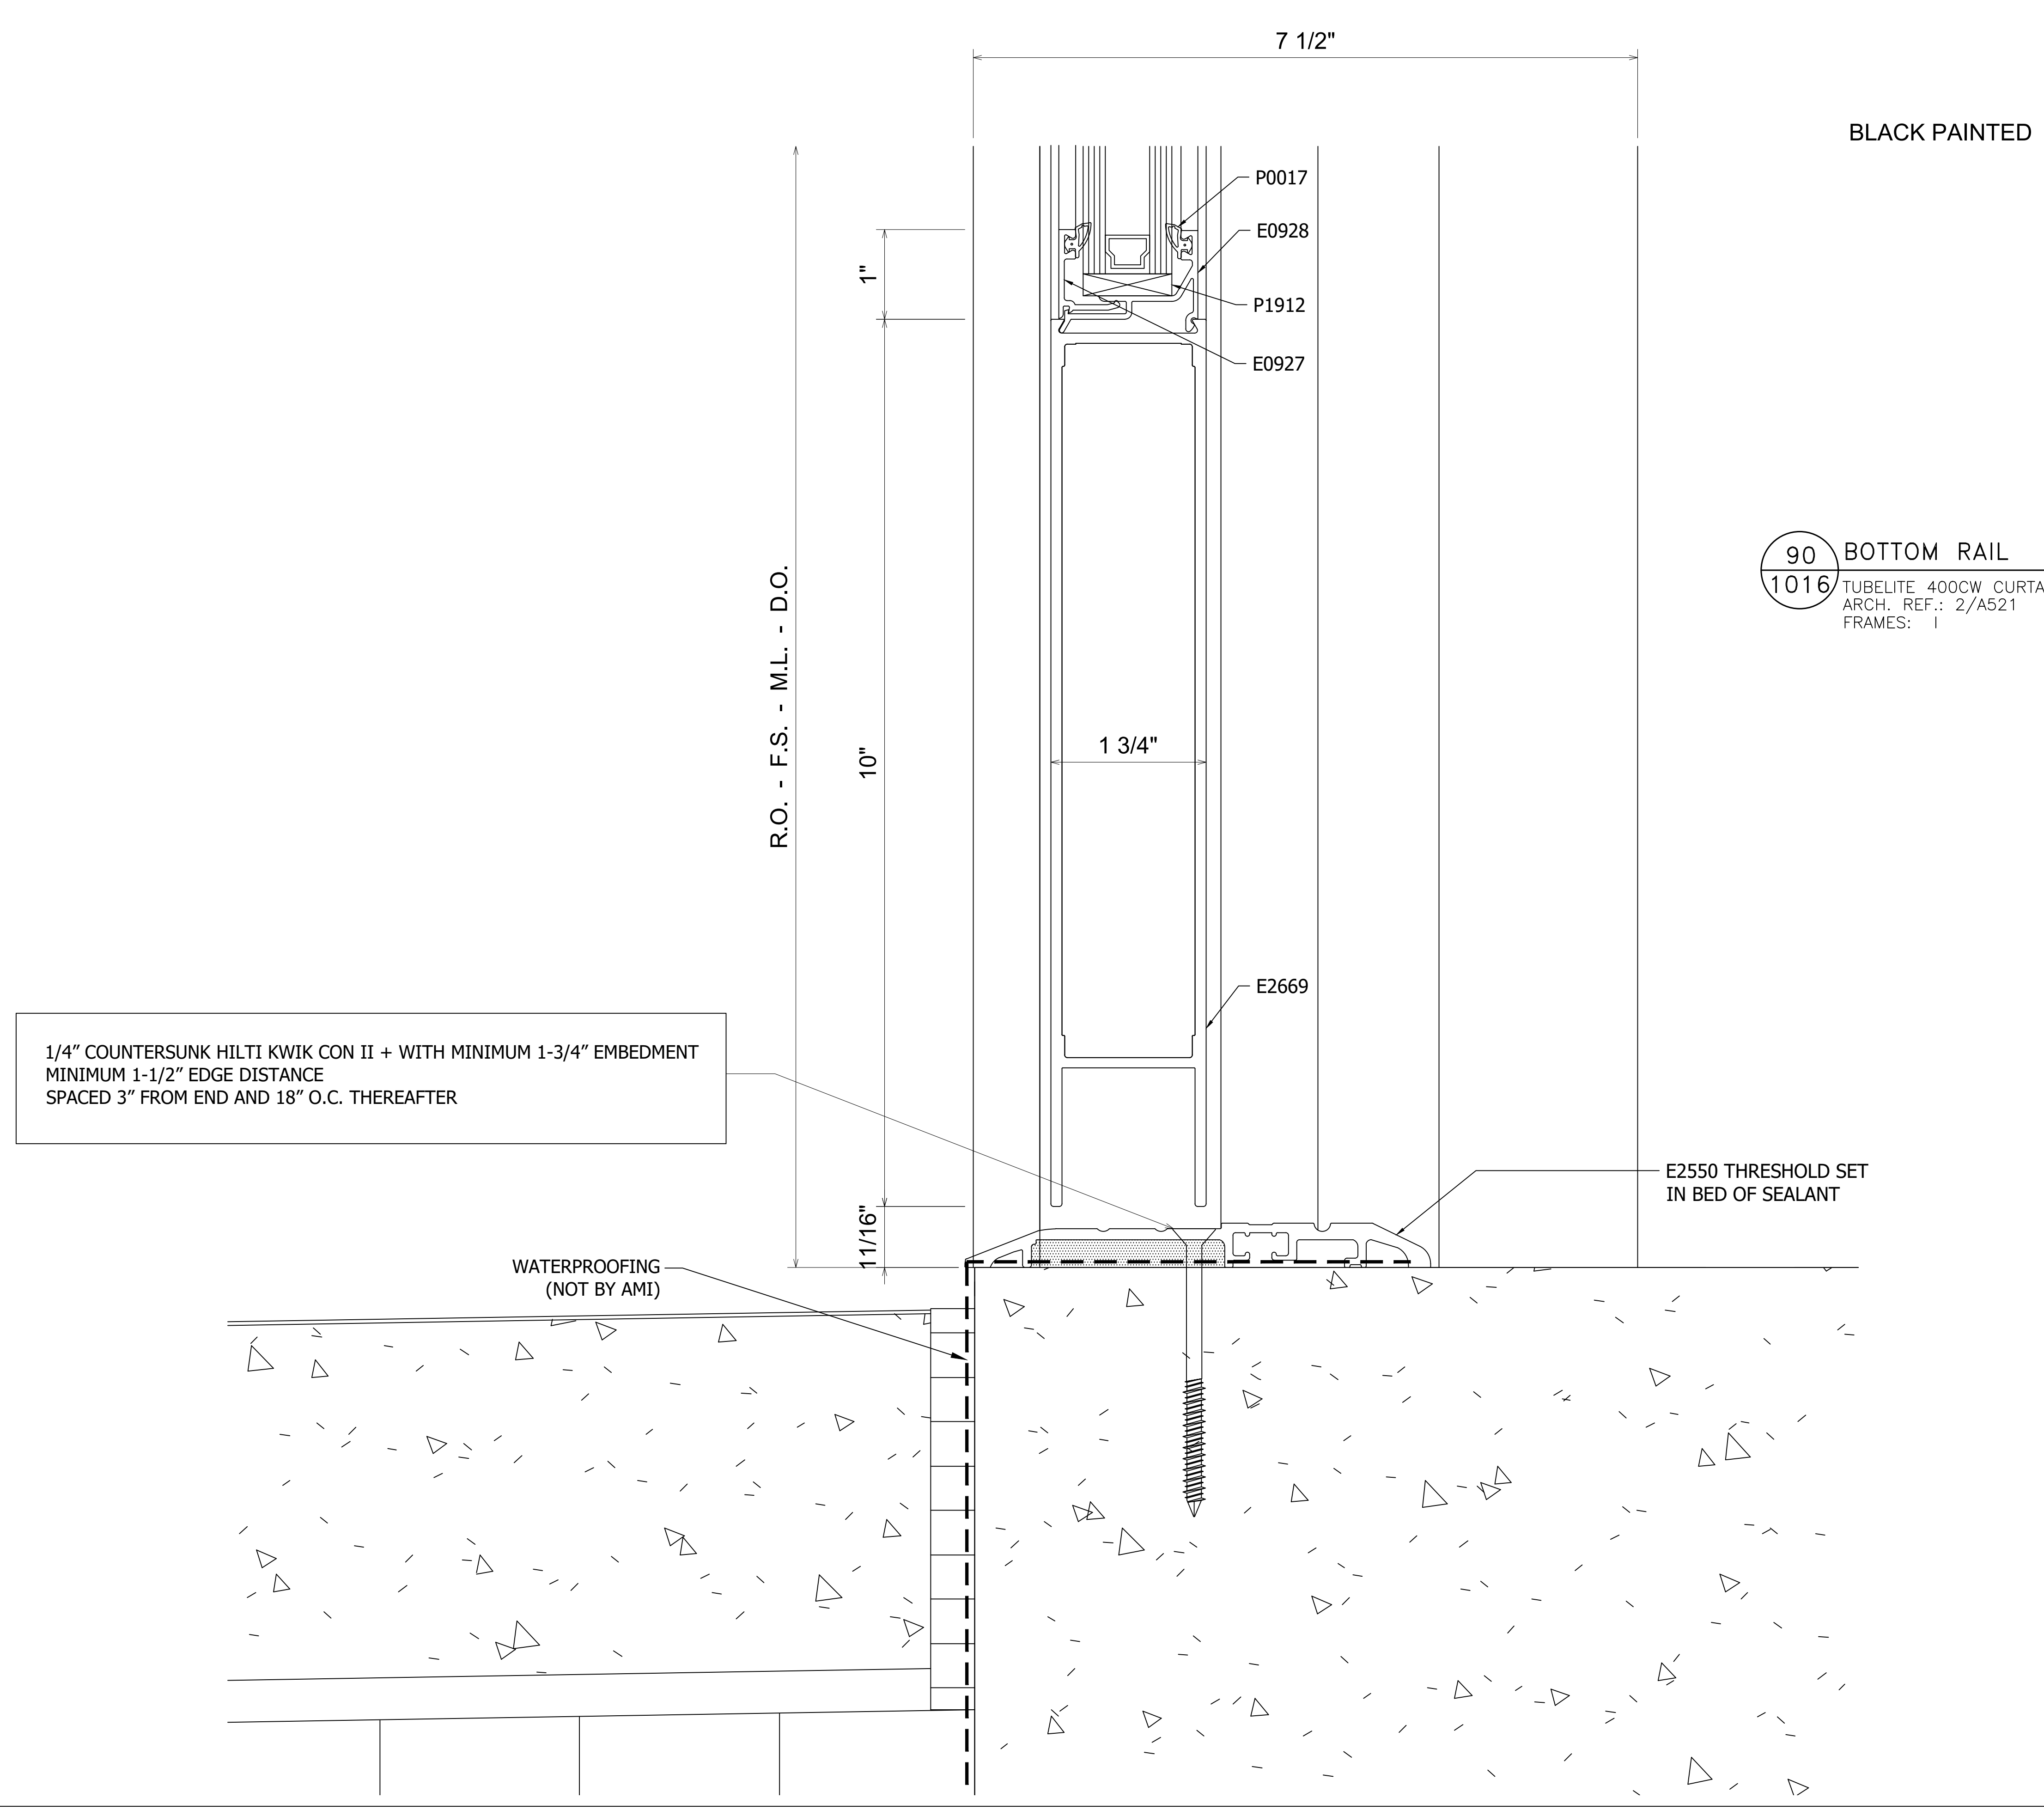 7 1/2"
BLACK PAINTED
P0017
E0928
1"
P1912
E0927
90
BOTTOM RAIL
1016
TUBELITE 400CW CURTA
ARCH. REF.: 2/A521
FRAMES: I
R.O. - F.S. - M.L. - D.O.
10"
1 3/4"
E2669
1/4" COUNTERSUNK HILTI KWIK CON II + WITH MINIMUM 1-3/4" EMBEDMENT
MINIMUM 1-1/2" EDGE DISTANCE
SPACED 3" FROM END AND 18" O.C. THEREAFTER
E2550 THRESHOLD SET
IN BED OF SEALANT
11/16"
WATERPROOFING
(NOT BY AMI)